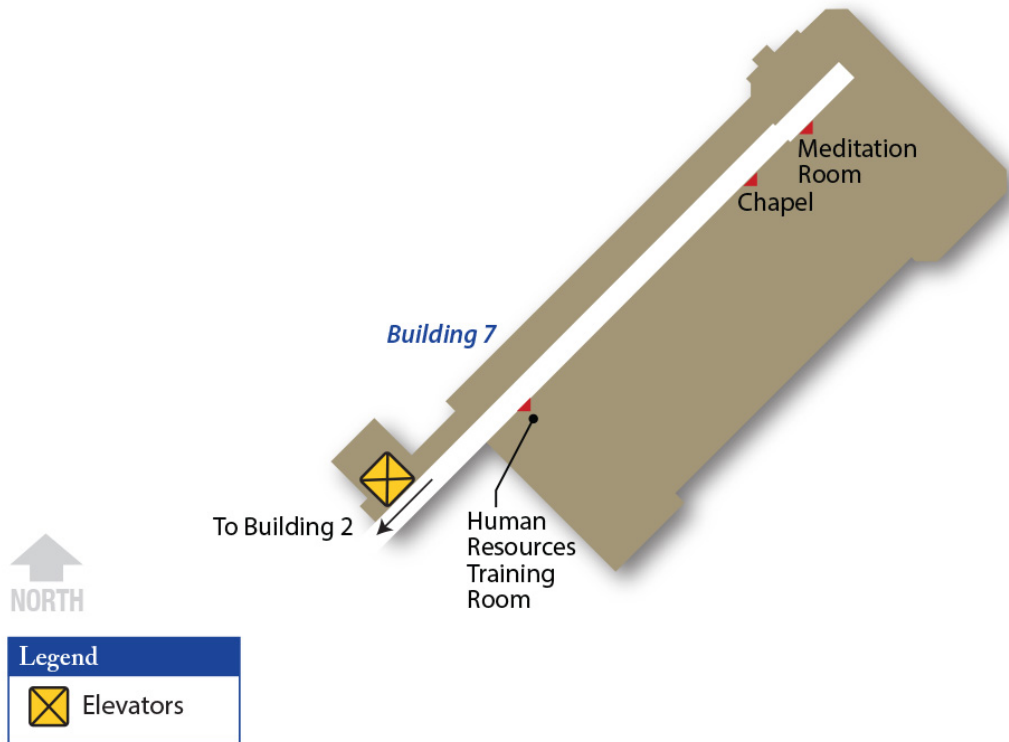 Meditation
Room
Chapel
Building 7
To Building 2
Human
Resources
Training
Room
NORTH
Legend
Elevators